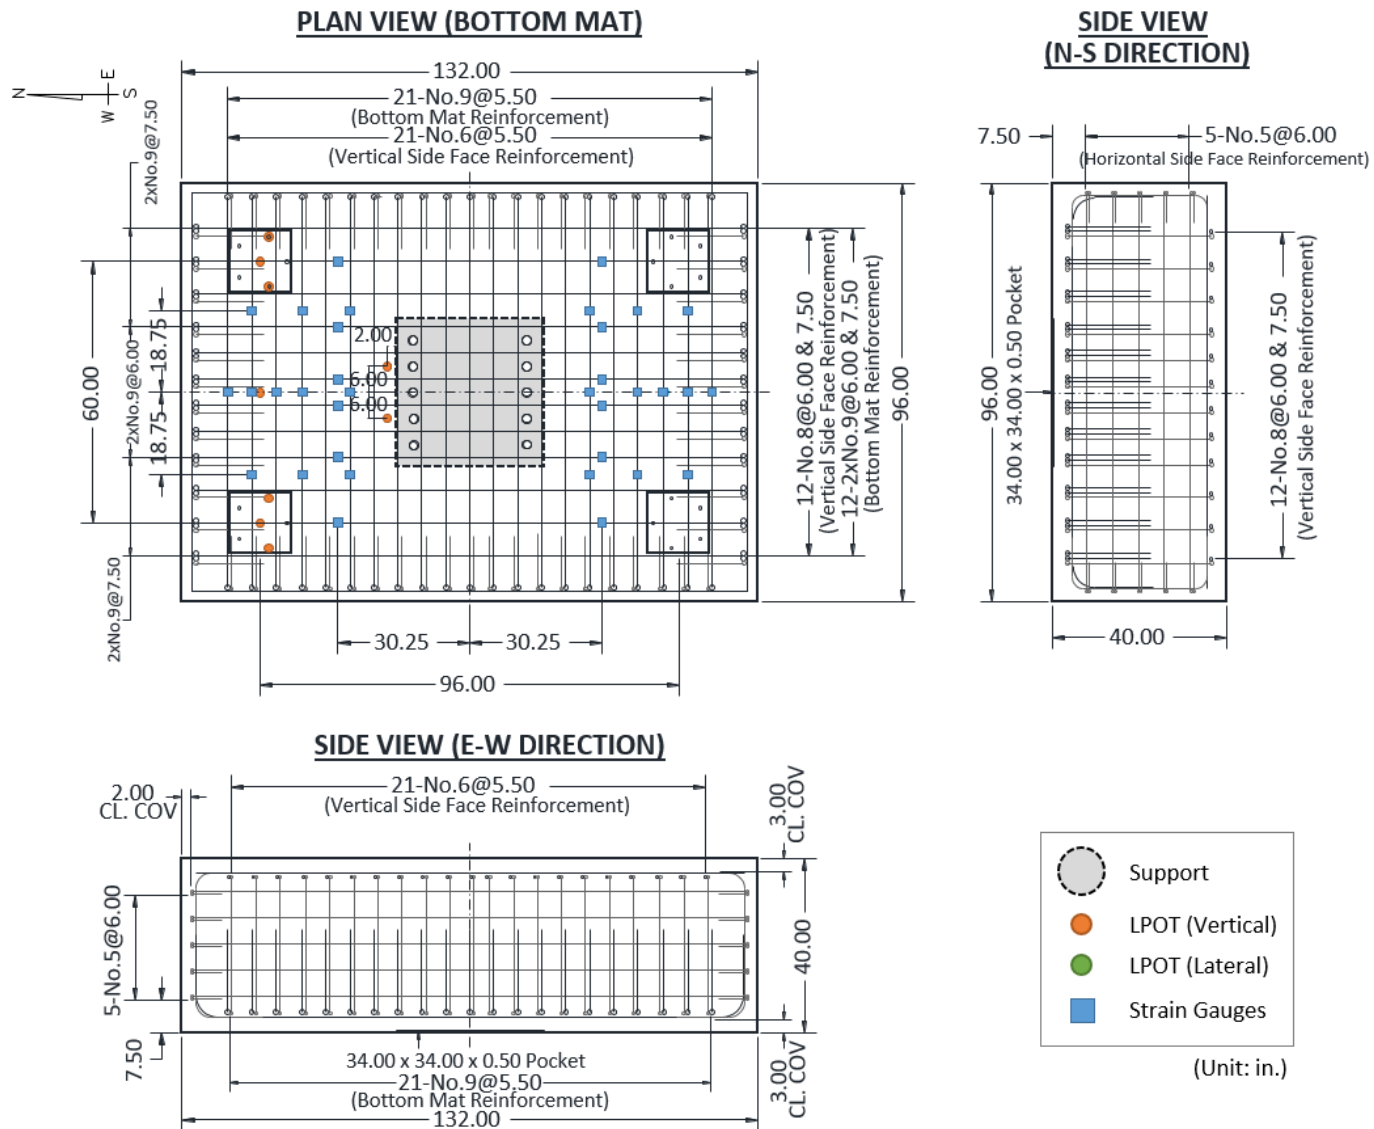 PLAN VIEW (BOTTOM MAT)
132.00
21-No.9@5.50
(Bottom Mat Reinforcement)
21-No.6@5.50
(Vertical Side Face Reinforcement)
N
E
S
W
2xNo.9@7.50
60.00
18.75
2xNo.9@6.00
18.75
2xNo.9@7.50
2.00
6.00
6.00
12-No.8@6.00 & 7.50
(Vertical Side Face Reinforcement)
12-2xNo.9@6.00 & 7.50
(Bottom Mat Reinforcement)
96.00
30.25
30.25
96.00
SIDE VIEW
(N-S DIRECTION)
7.50
5-No.5@6.00
(Horizontal Side Face Reinforcement)
96.00
34.00 x 34.00 x 0.50 Pocket
12-No.8@6.00 & 7.50
(Vertical Side Face Reinforcement)
40.00
SIDE VIEW (E-W DIRECTION)
2.00
CL. COV
21-No.6@5.50
(Vertical Side Face Reinforcement)
3.00
CL. COV
5-No.5@6.00
40.00
7.50
34.00 x 34.00 x 0.50 Pocket
21-No.9@5.50
(Bottom Mat Reinforcement)
132.00
3.00
CL. COV
Support
LPOT (Vertical)
LPOT (Lateral)
Strain Gauges
(Unit: in.)